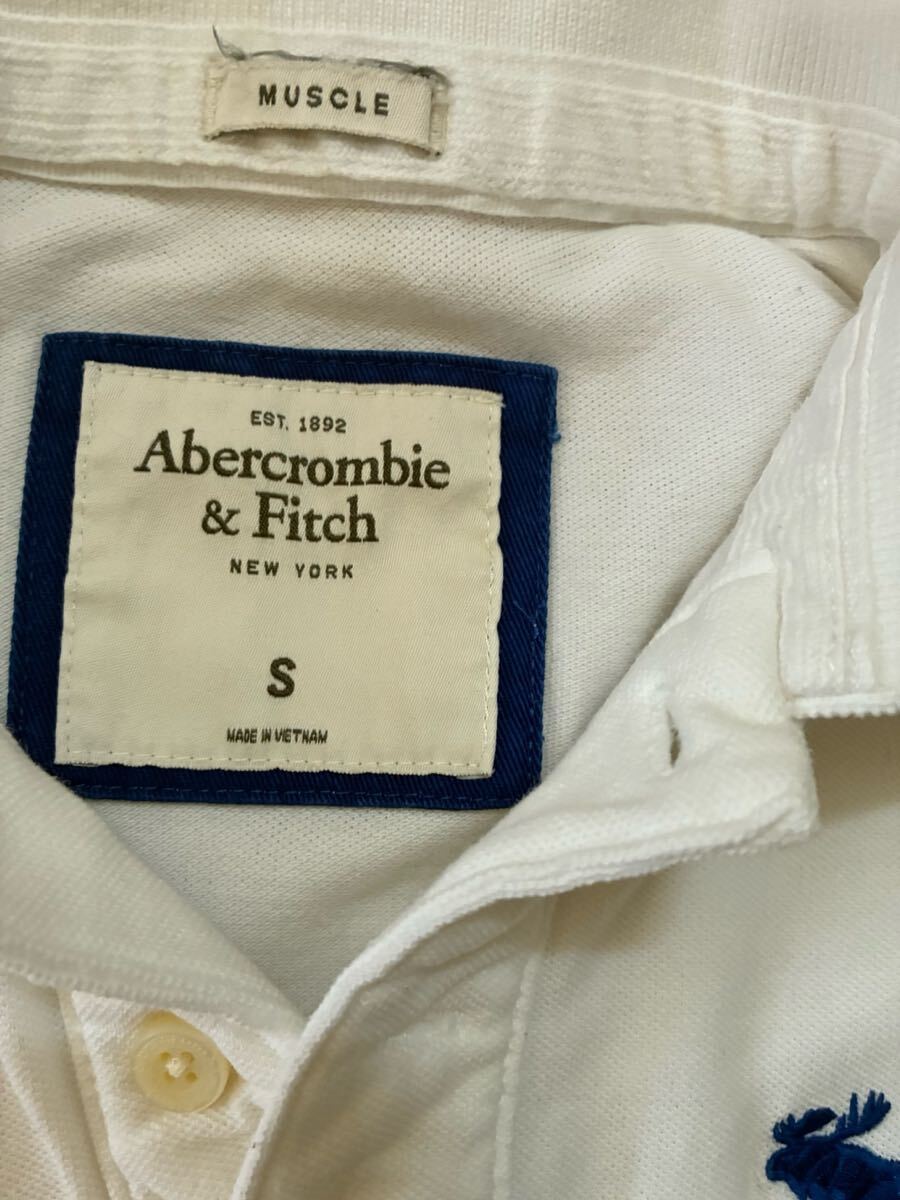 MUSCLE
EST. 1892
Abercrombie
& Fitch
NEW YORK
S
MADE IN VIETNAM